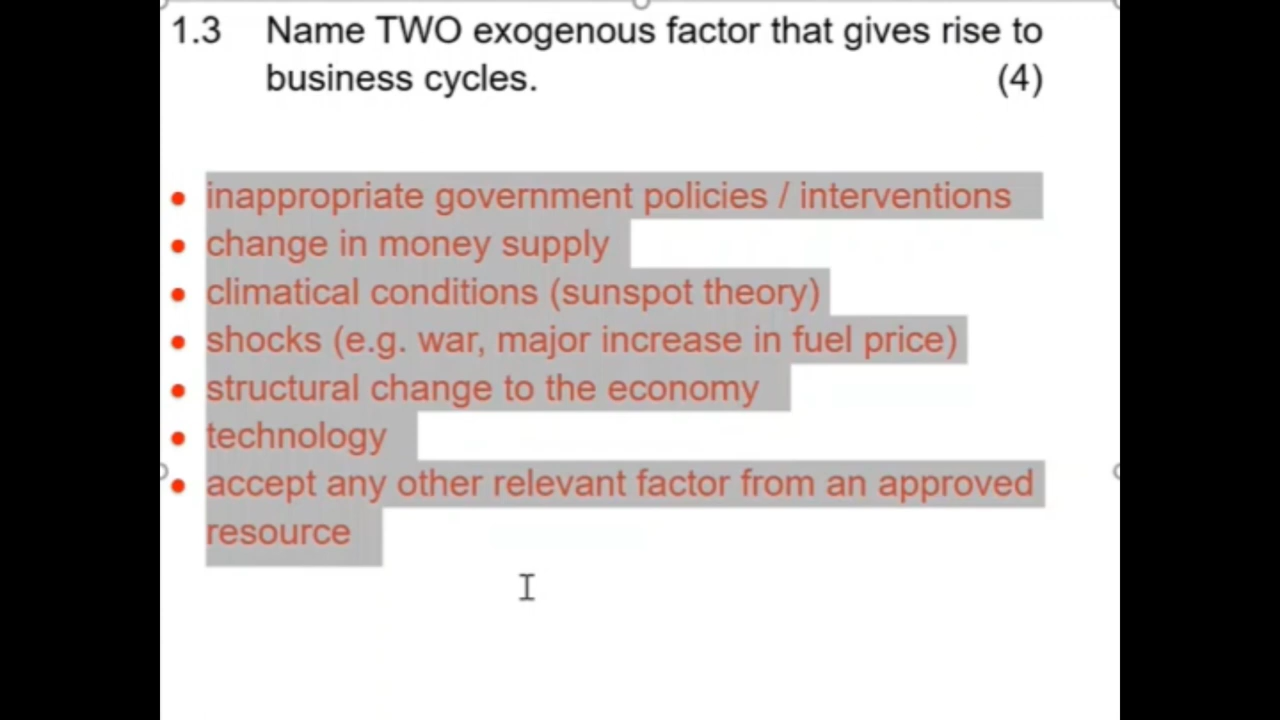 1.3 Name TWO exogenous factor that gives rise to
business cycles. (4)
• inappropriate government policies / interventions
• change in money supply
• climatical conditions (sunspot theory)
• shocks (e.g. war, major increase in fuel price)
• structural change to the economy
• technology
• accept any other relevant factor from an approved
resource